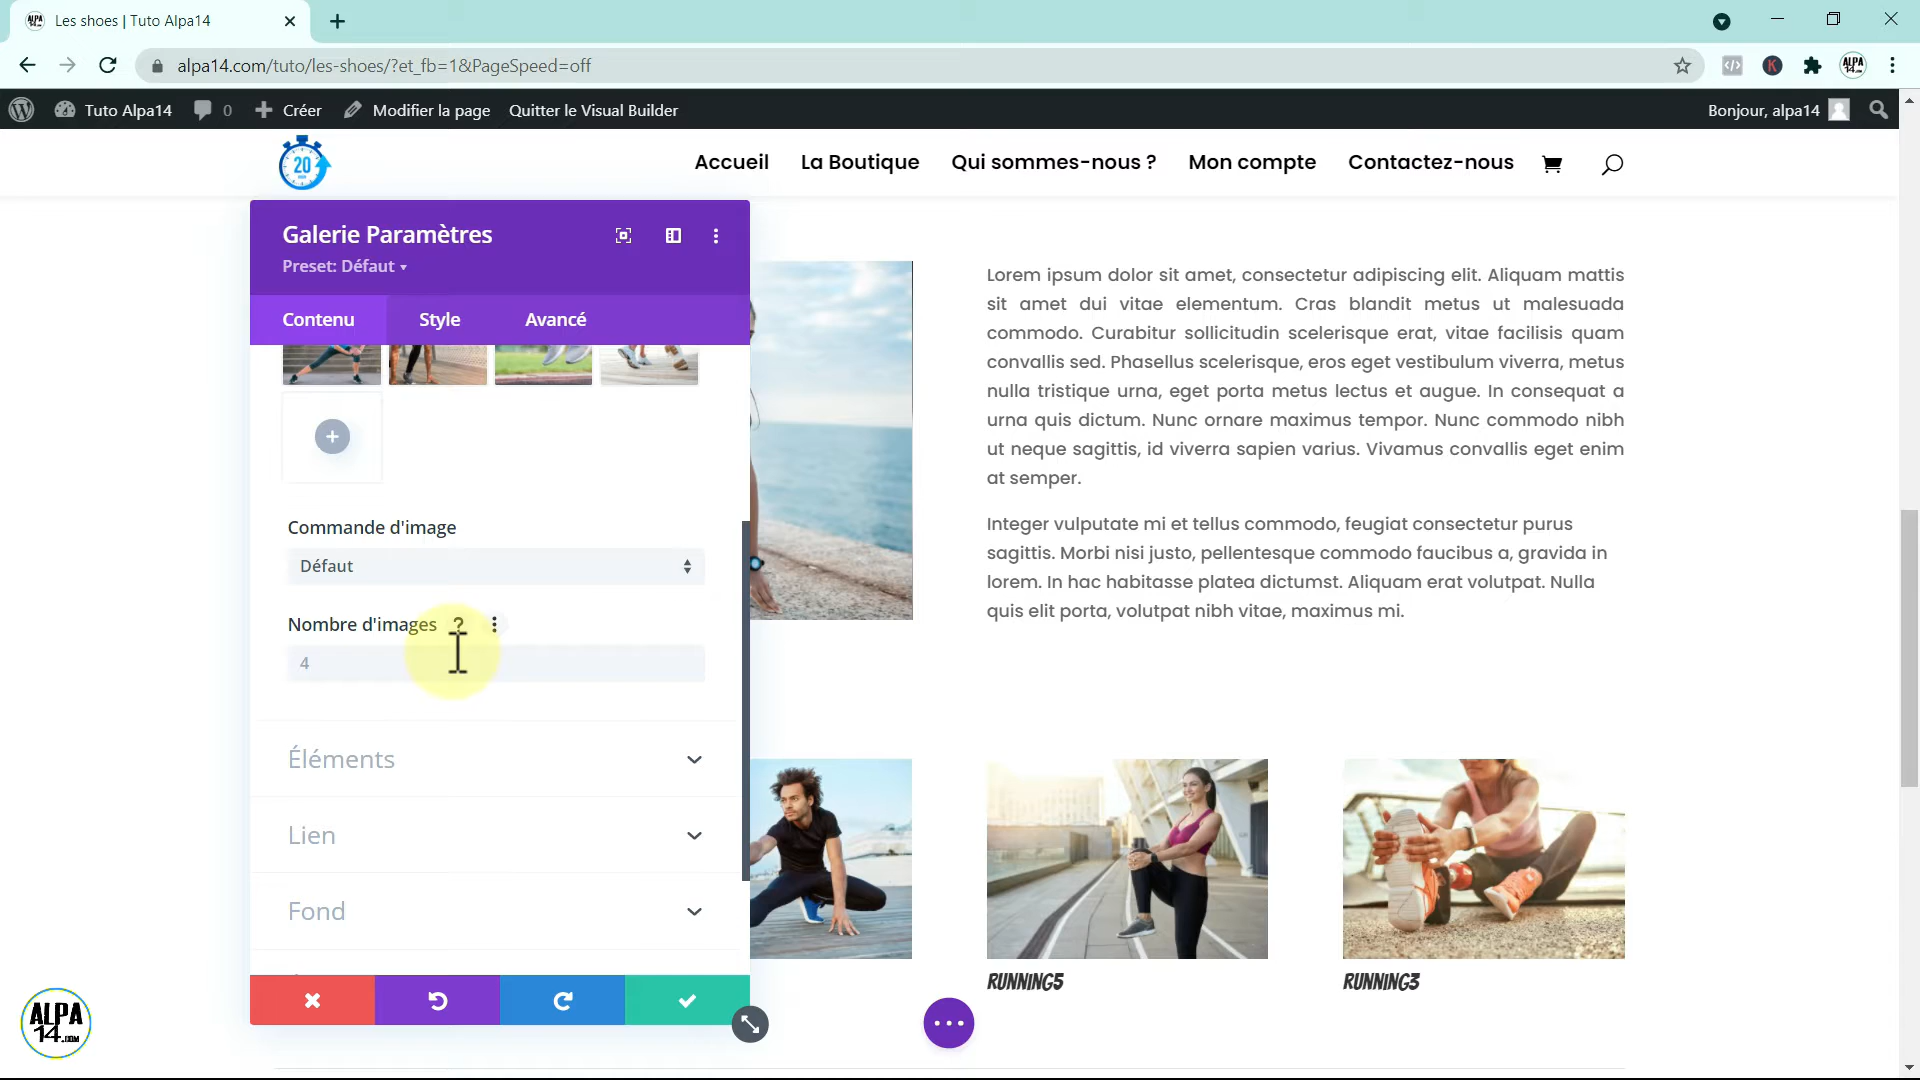 Les shoes | Tuto Alpa14
alpa14.com/tuto/les-shoes/?et_fb=1&PageSpeed=off
Tuto Alpa14
0
Créer
Modifier la page
Quitter le Visual Builder
Bonjour, alpa14
20
Accueil
La Boutique
Qui sommes-nous ?
Mon compte
Contactez-nous
Galerie Paramètres
Preset: Défaut
Contenu
Style
Avancé
Commande d'image
Défaut
Nombre d'images ?
4
Éléments
Lien
Fond
Lorem ipsum dolor sit amet, consectetur adipiscing elit. Aliquam mattis
sit amet dui vitae elementum. Cras blandit metus ut malesuada
commodo. Curabitur sollicitudin scelerisque erat, vitae facilisis quam
convallis sed. Phasellus scelerisque, eros eget vestibulum viverra, metus
nulla tristique urna, eget porta metus lectus et augue. In consequat a
urna quis dictum. Nunc ornare maximus tempor. Nunc commodo nibh
ut neque sagittis, id viverra sapien varius. Vivamus convallis eget enim
at semper.
Integer vulputate mi et tellus commodo, feugiat consectetur purus
sagittis. Morbi nisi justo, pellentesque commodo faucibus a, gravida in
lorem. In hac habitasse platea dictumst. Aliquam erat volutpat. Nulla
quis elit porta, volutpat nibh vitae, maximus mi.
RUNNING5
RUNNING3
ALPA
14.com